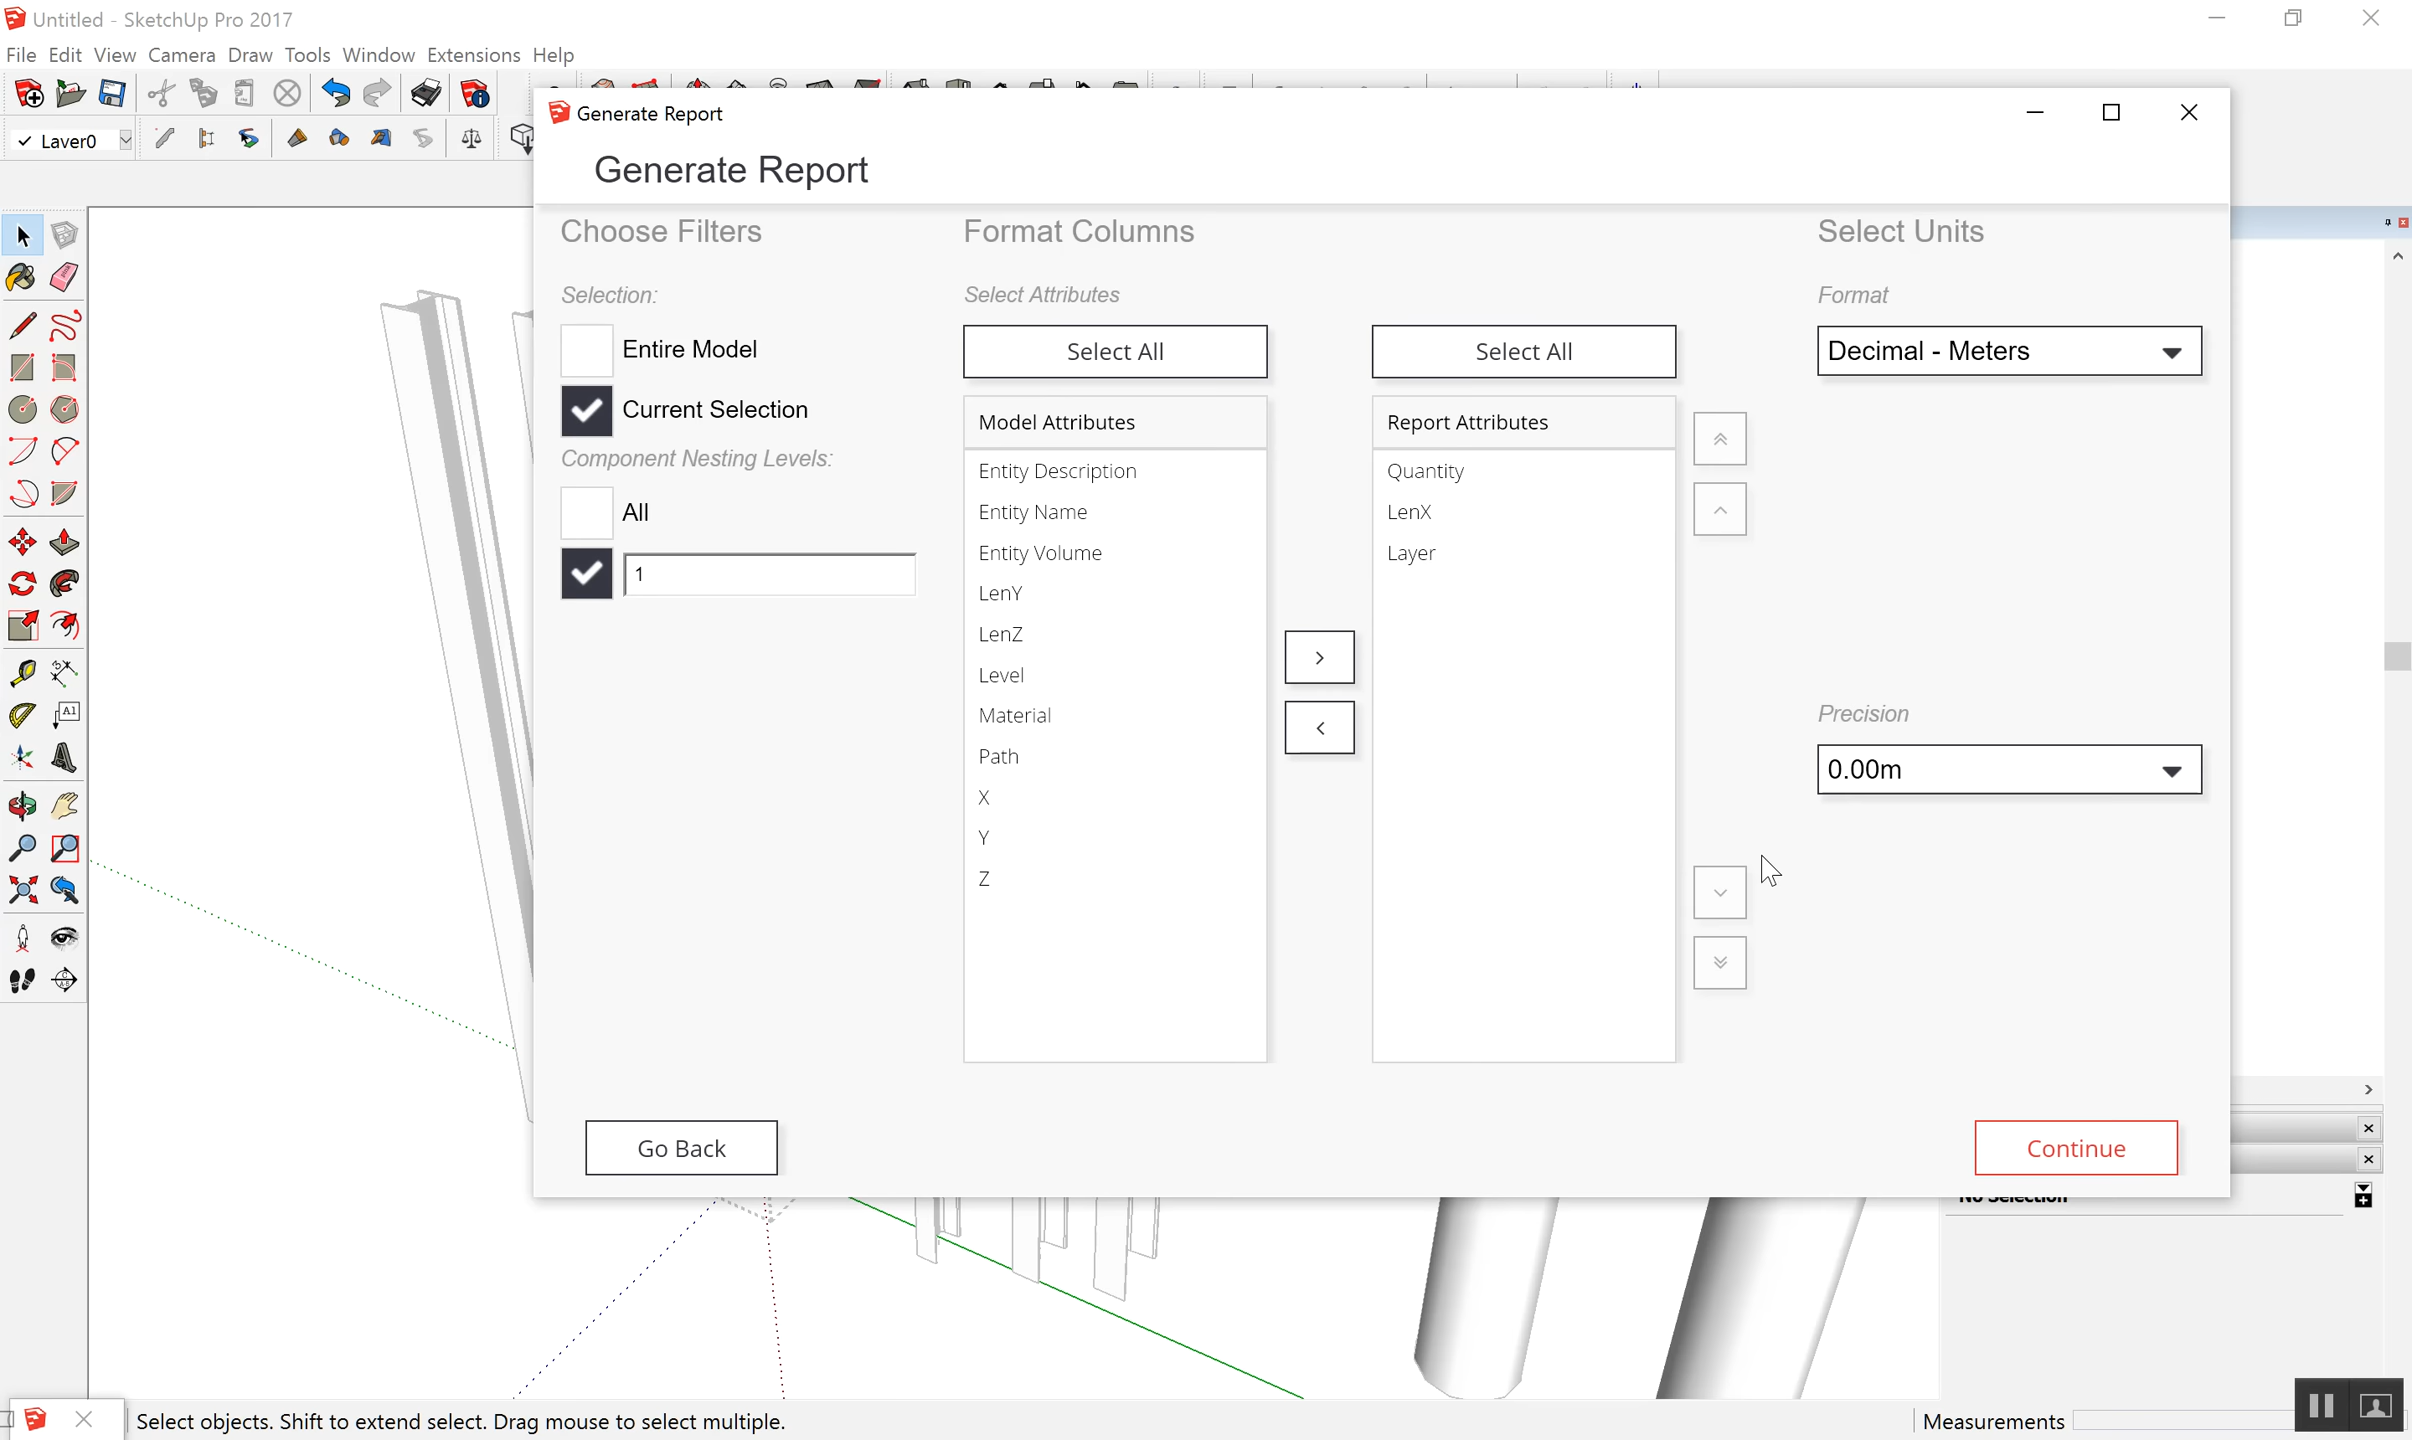 Untitled - SketchUp Pro 2017
File Edit View Camera Draw Tools Window Extensions Help
Layer0
Generate Report
Generate Report
Choose Filters
Format Columns
Select Units
Selection:
Select Attributes
Format
Entire Model
Select All
Select All
Decimal - Meters
Current Selection
Model Attributes
Report Attributes
Component Nesting Levels:
Entity Description
Quantity
All
Entity Name
LenX
Entity Volume
Layer
1
LenY
LenZ
Level
Material
Path
X
Y
Z
Precision
0.00m
A1
Go Back
Continue
No Selection
Select objects. Shift to extend select. Drag mouse to select multiple.
Measurements